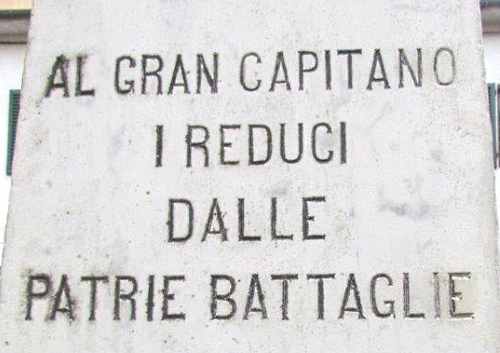 AL GRAN CAPITANO
I REDUCI
DALLE
PATRIE BATTAGLIE